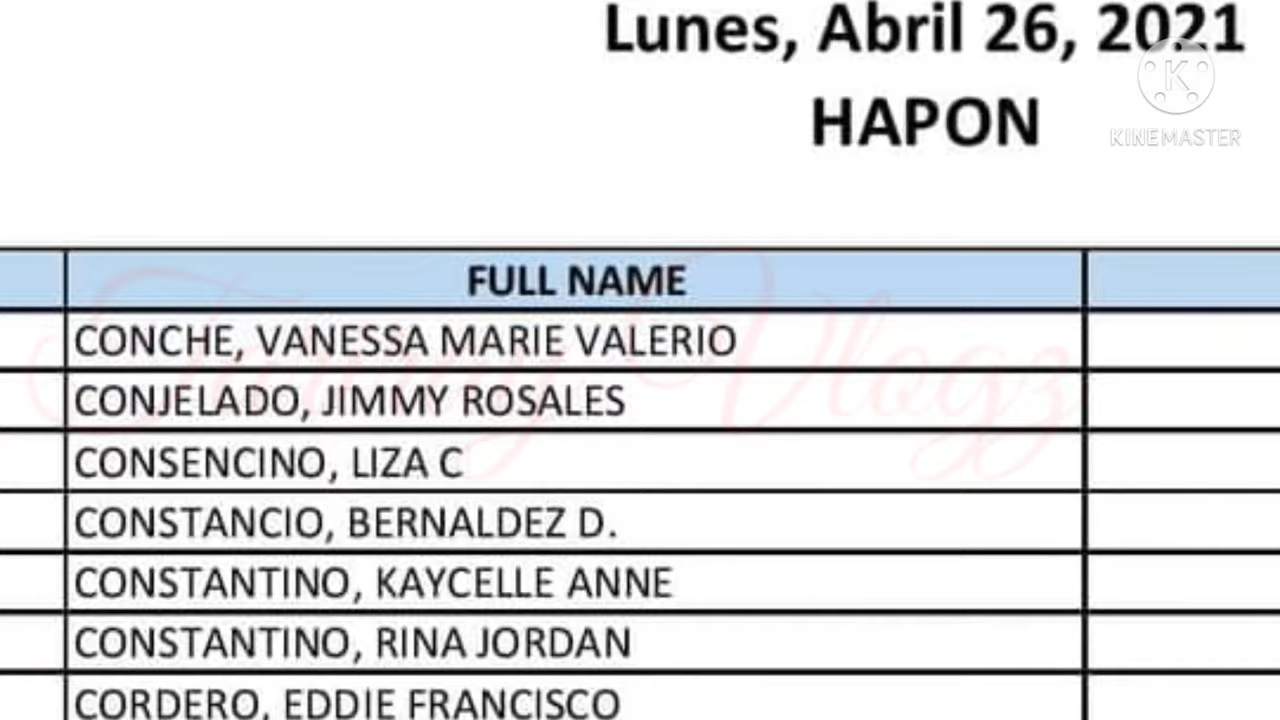 Lunes, Abril 26, 2021
HAPON
KINEMASTER
FULL NAME
CONCHE, VANESSA MARIE VALERIO
CONJELADO, JIMMY ROSALES
CONSENCINO, LIZA C
CONSTANCIO, BERNALDEZ D.
CONSTANTINO, KAYCELLE ANNE
CONSTANTINO, RINA JORDAN
CORDERO, EDDIE FRANCISCO
Vlogz